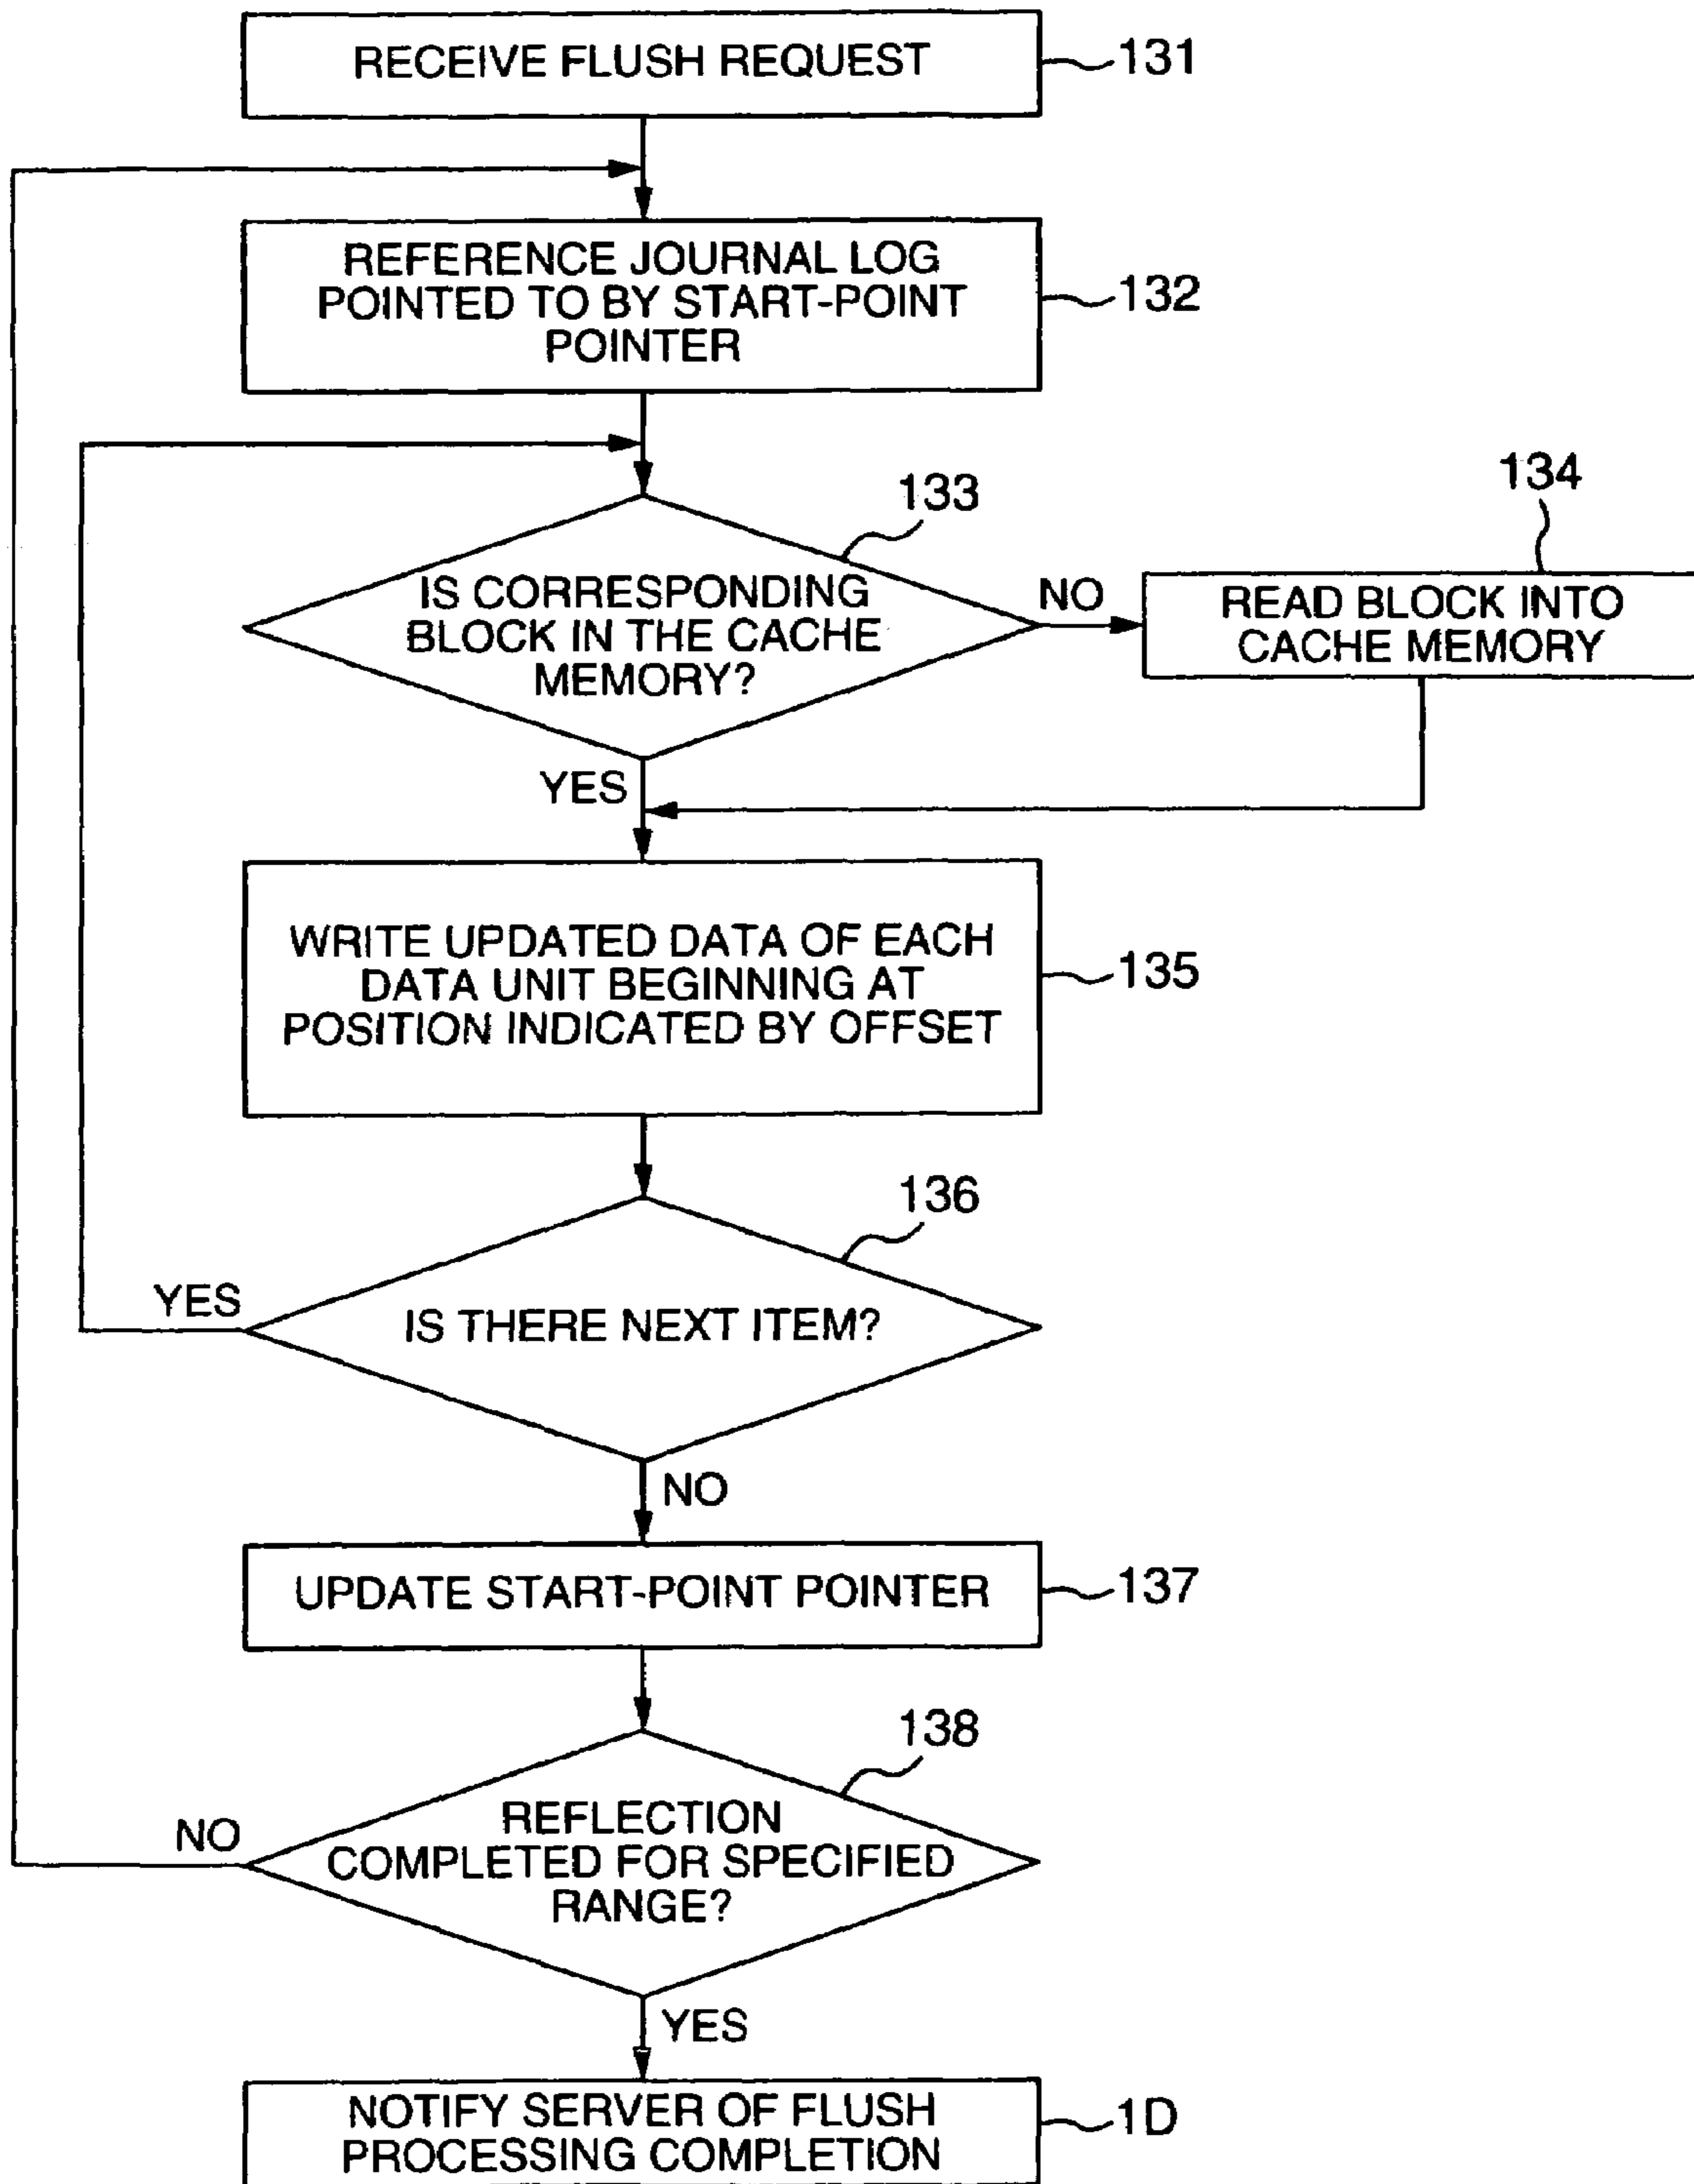 RECEIVE FLUSH REQUEST
131
REFERENCE JOURNAL LOG
POINTED TO BY START-POINT
POINTER
132
133
IS CORRESPONDING
BLOCK IN THE CACHE
MEMORY?
NO
134
READ BLOCK INTO
CACHE MEMORY
YES
WRITE UPDATED DATA OF EACH
DATA UNIT BEGINNING AT
POSITION INDICATED BY OFFSET
135
136
IS THERE NEXT ITEM?
YES
NO
UPDATE START-POINT POINTER
137
138
REFLECTION
COMPLETED FOR SPECIFIED
RANGE?
NO
YES
NOTIFY SERVER OF FLUSH
PROCESSING COMPLETION
1D